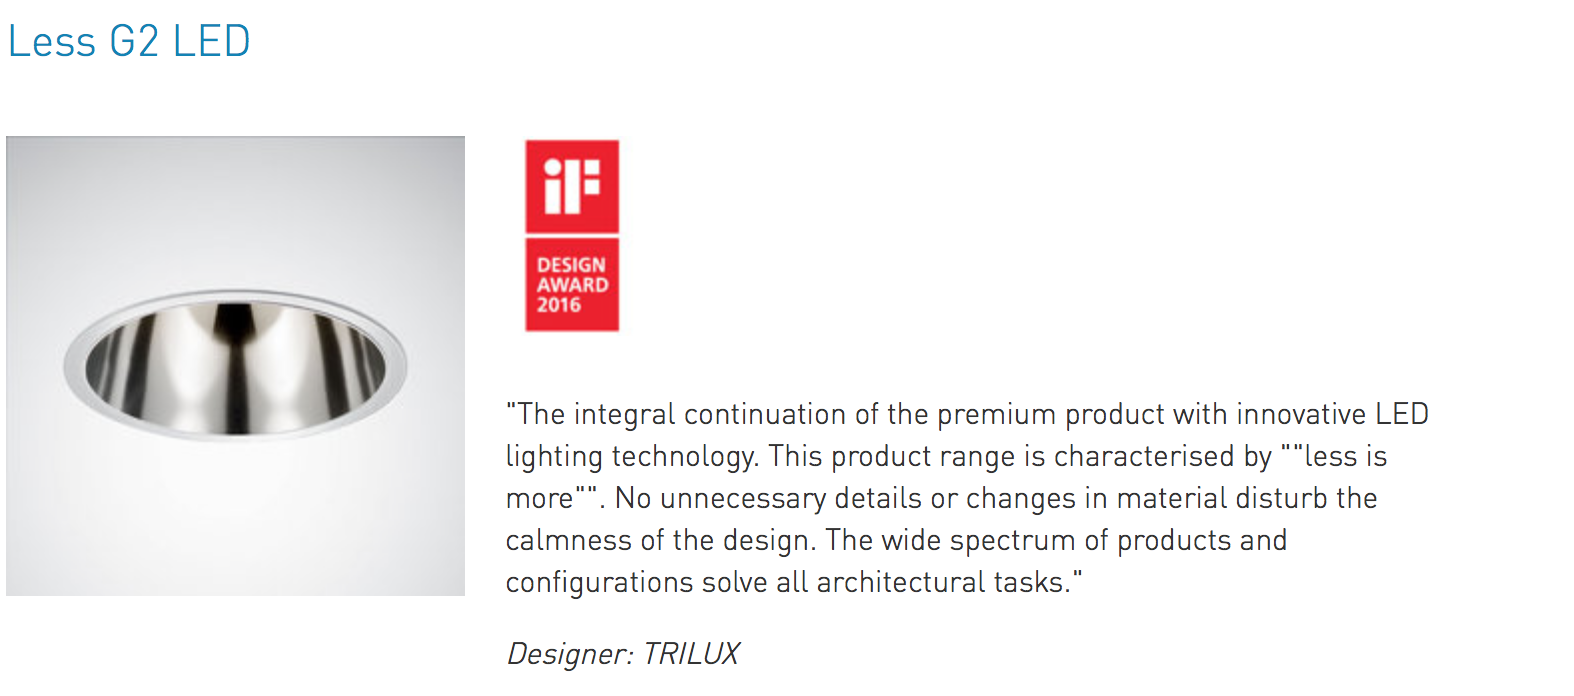 Less G2 LED
iF
DESIGN
AWARD
2016
"The integral continuation of the premium product with innovative LED
lighting technology. This product range is characterised by ""less is
more"". No unnecessary details or changes in material disturb the
calmness of the design. The wide spectrum of products and
configurations solve all architectural tasks."
Designer: TRILUX